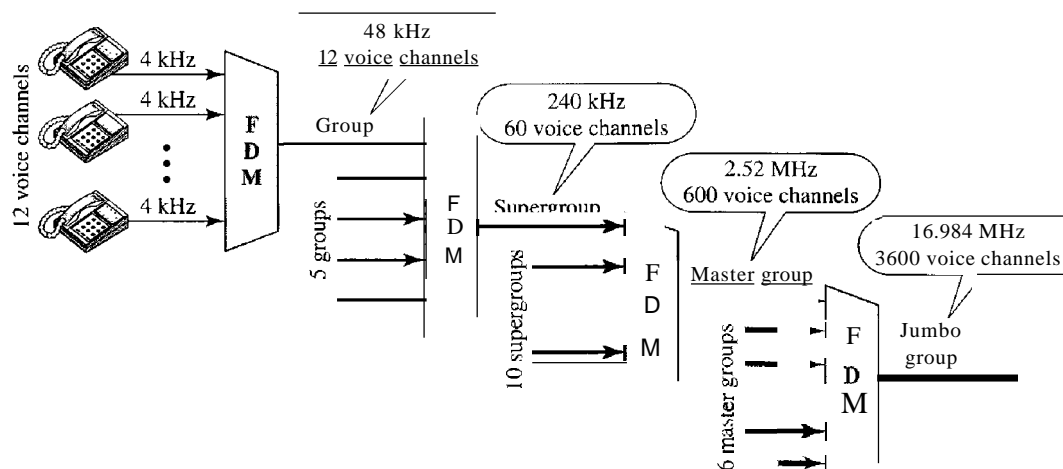 48 kHz
12 voice channels
12 voice channels
4 kHz
4 kHz
4 kHz
F
D
M
Group
5 groups
F
D
M
240 kHz
60 voice channels
Supergroup
10 supergroups
F
D
M
2.52 MHz
600 voice channels
Master group
6 master groups
F
D
M
16.984 MHz
3600 voice channels
Jumbo
group